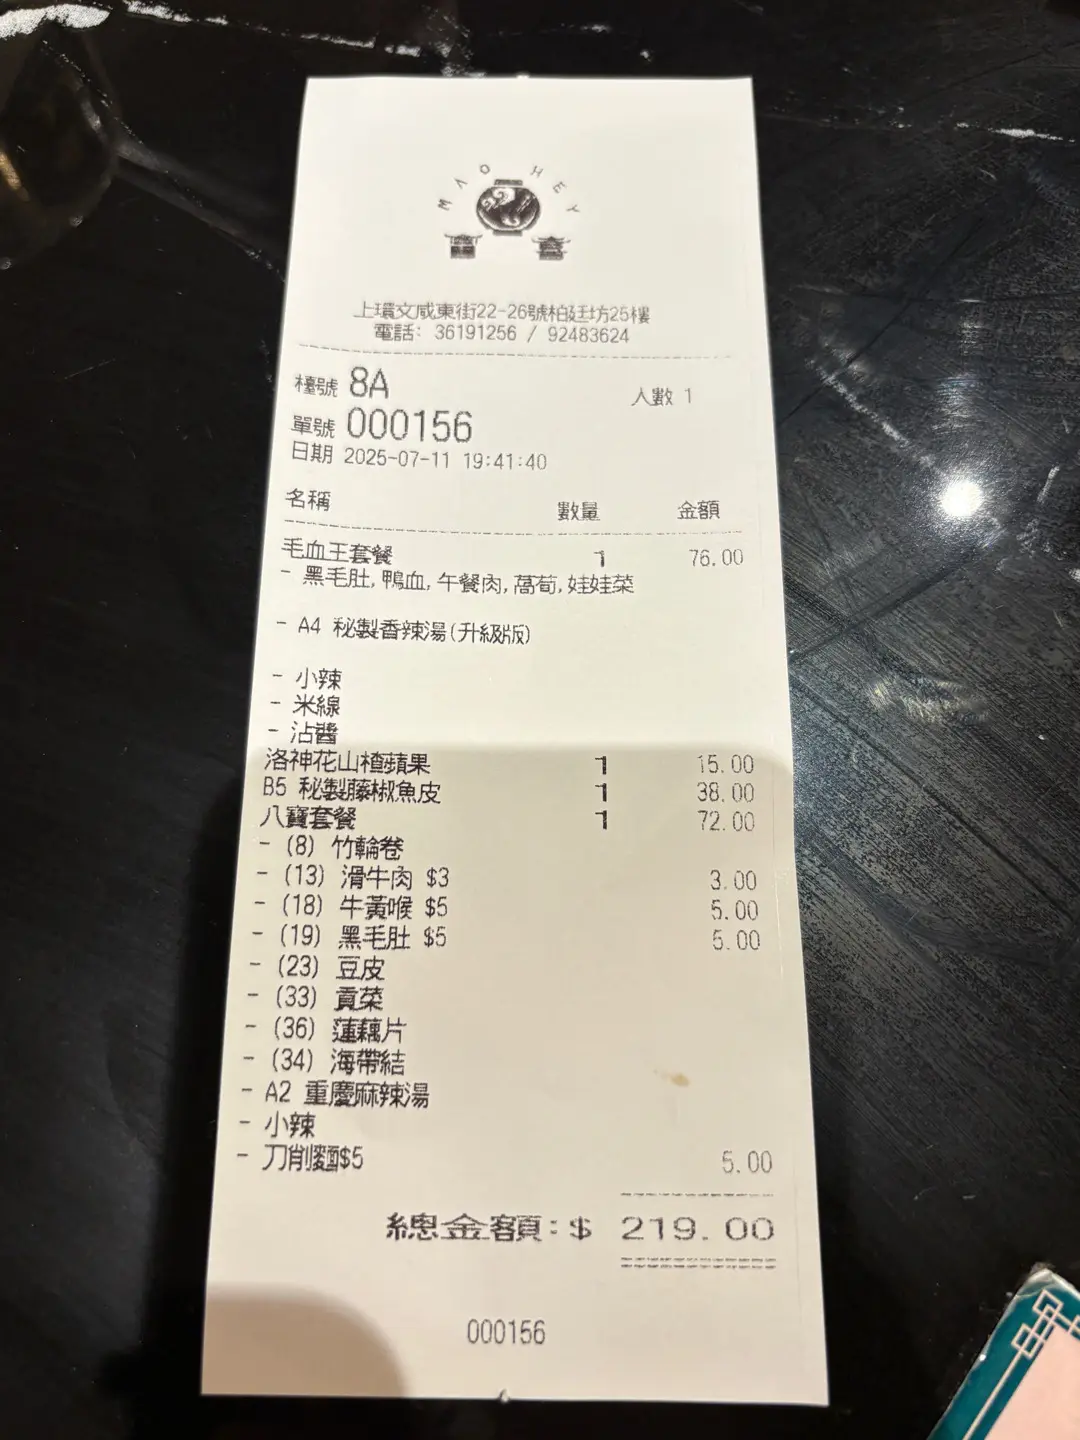 MAO HEY
上環文咸東街22-26號柏廷坊25樓
電話: 36191256 / 92483624
檯號 8A 人數 1
單號 000156
日期 2025-07-11 19:41:40
名稱 數量 金額
毛血王套餐 1 76.00
- 黑毛肚, 鴨血, 午餐肉, 萵荀, 娃娃菜
- A4 秘製香辣湯(升級版)
- 小辣
- 米線
- 沾醬
洛神花山楂蘋果 1 15.00
B5 秘製藤椒魚皮 1 38.00
八寶套餐 1 72.00
- (8) 竹輪卷
- (13) 滑牛肉 $3 3.00
- (18) 牛黃喉 $5 5.00
- (19) 黑毛肚 $5 5.00
- (23) 豆皮
- (33) 貢菜
- (36) 蓮藕片
- (34) 海帶結
- A2 重慶麻辣湯
- 小辣
- 刀削麵$5 5.00
總金額:$ 219.00
000156